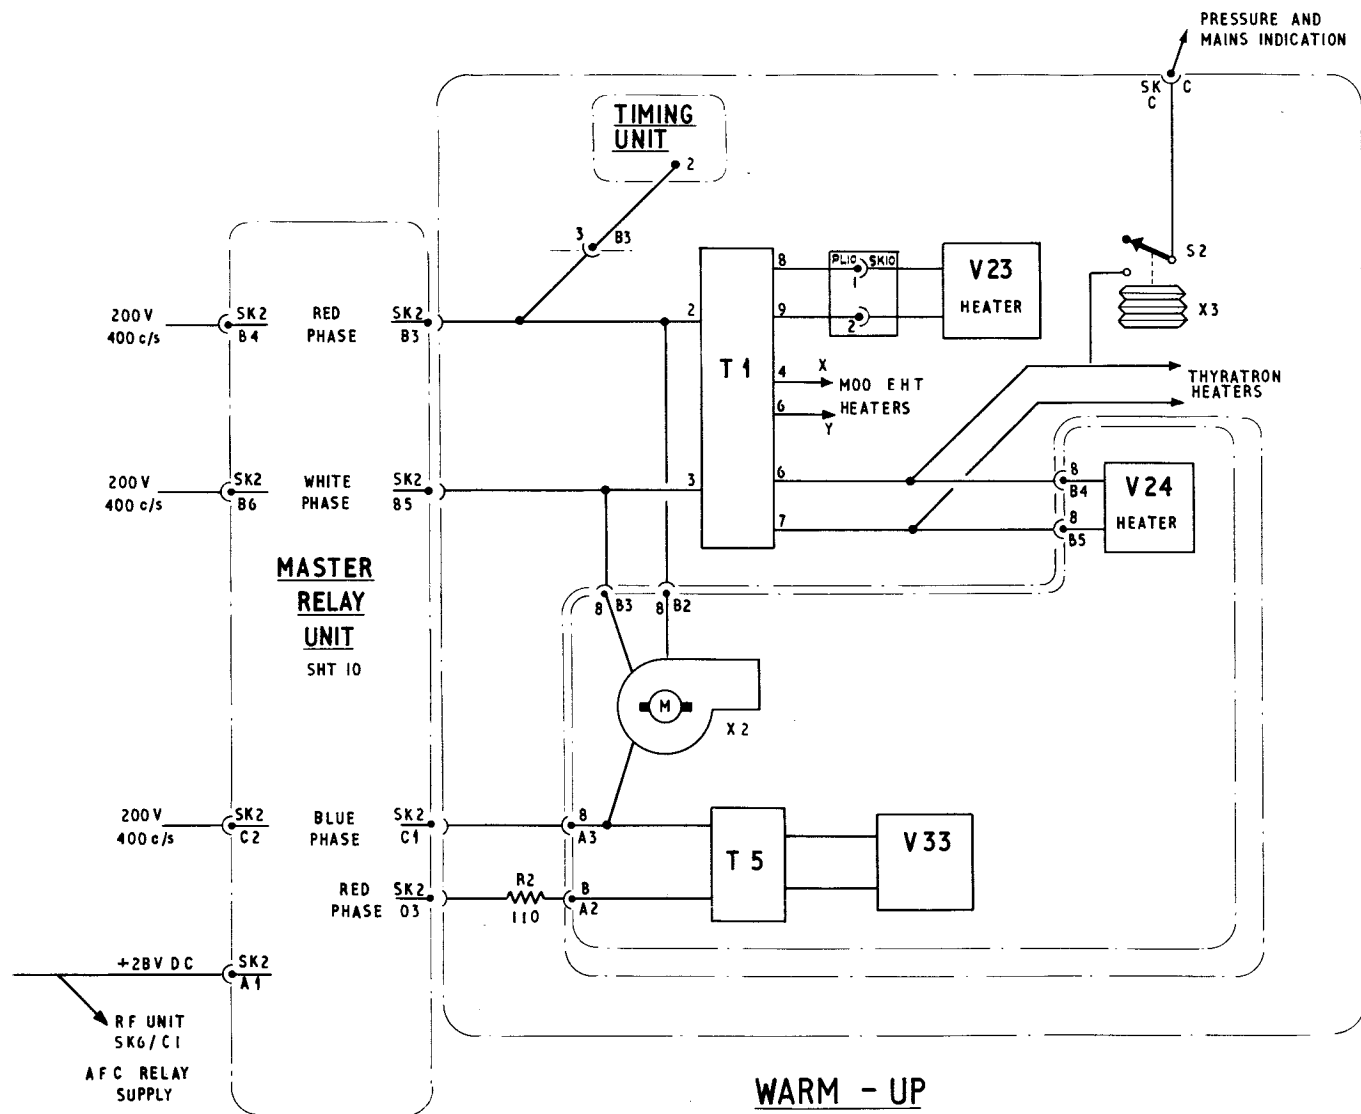 PRESSURE AND
MAINS INDICATION
SK C
C
TIMING
UNIT
2
3 B3
S2
X3
200V
400 c/s
SK2
B4
RED
PHASE
SK2
B3
2
T1
8
PL10 SK10
1
9
2
V23
HEATER
4 X
6 Y
MOD EHT
HEATERS
THYRATRON
HEATERS
200V
400 c/s
SK2
B6
WHITE
PHASE
SK2
B5
3
6
7
8
B4
8
B5
V24
HEATER
MASTER
RELAY
UNIT
SHT 10
8 B3
8 B2
M
X2
200V
400 c/s
SK2
C2
BLUE
PHASE
SK2
C1
8
A3
T5
V33
RED
PHASE
SK2
03
R2
110
B
A2
+28V DC
SK2
A1
RF UNIT
SK6/C1
AFC RELAY
SUPPLY
WARM - UP